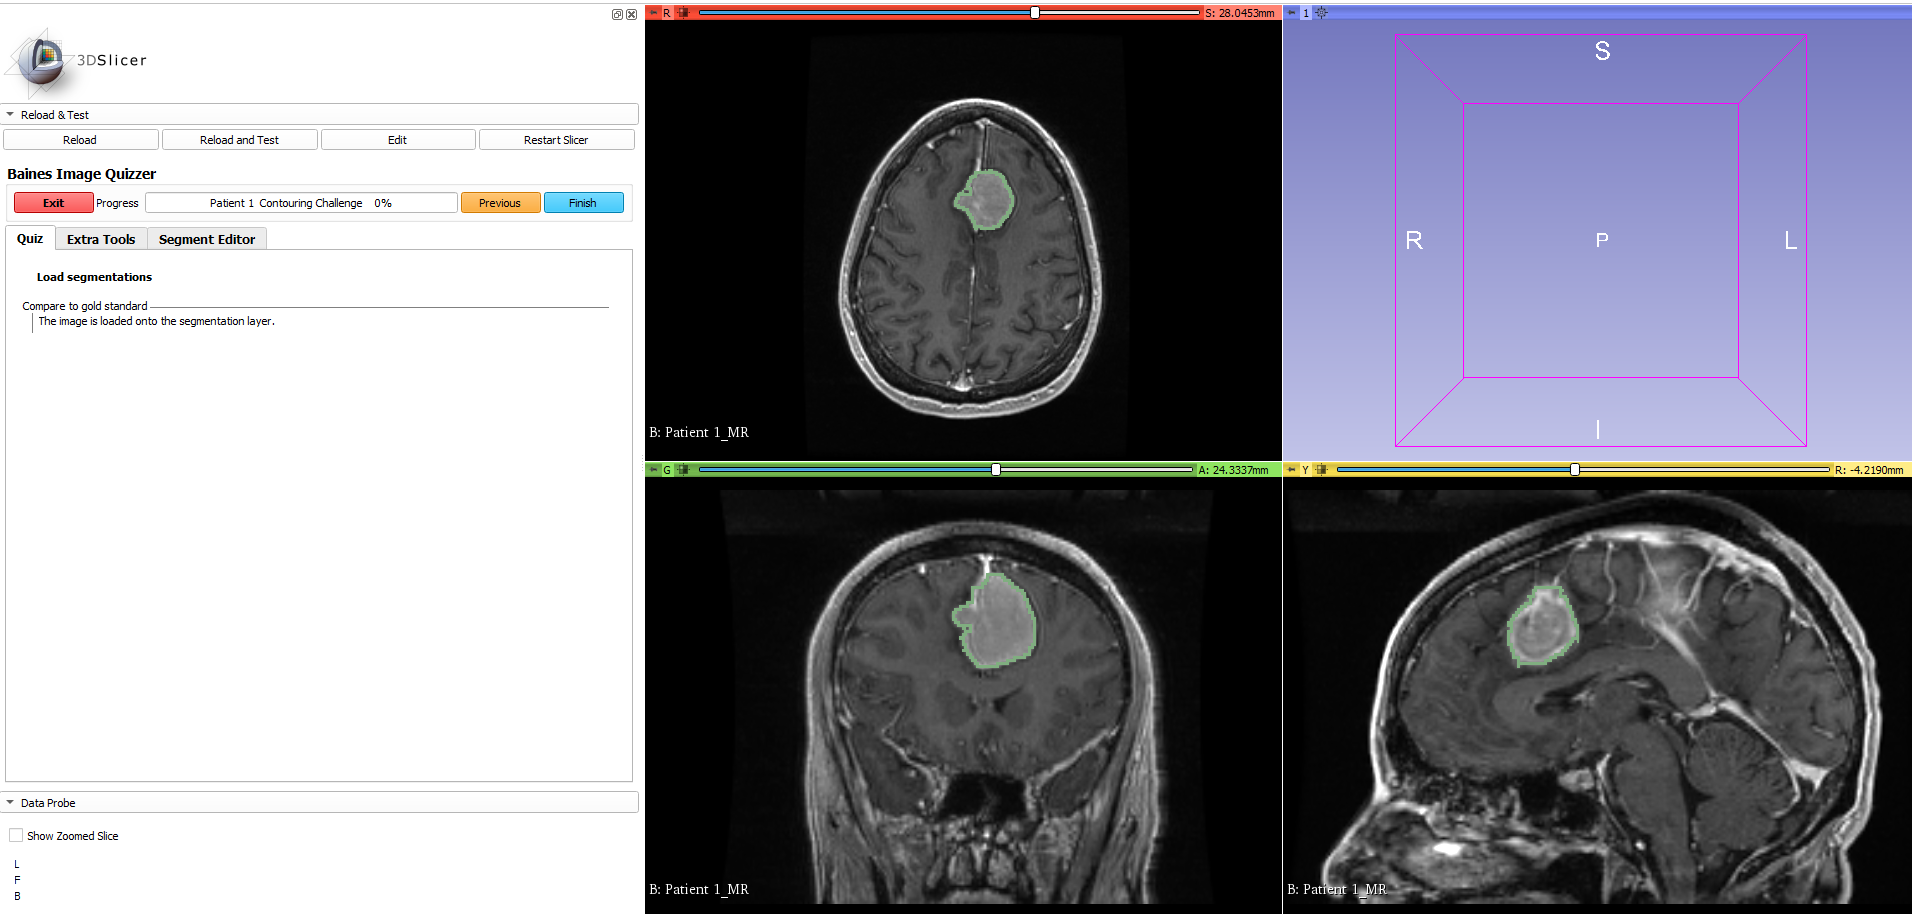 3DSlicer
Reload & Test
Reload
Reload and Test
Edit
Restart Slicer
Baines Image Quizzer
Exit
Progress
Patient 1 Contouring Challenge 0%
Previous
Finish
Quiz
Extra Tools
Segment Editor
Load segmentations
Compare to gold standard
The image is loaded onto the segmentation layer.
Data Probe
Show Zoomed Slice
L
F
B
R
S: 28.0453mm
B: Patient 1_MR
1
S
R
P
L
I
G
A: 24.3337mm
B: Patient 1_MR
Y
R: -4.2190mm
B: Patient 1_MR